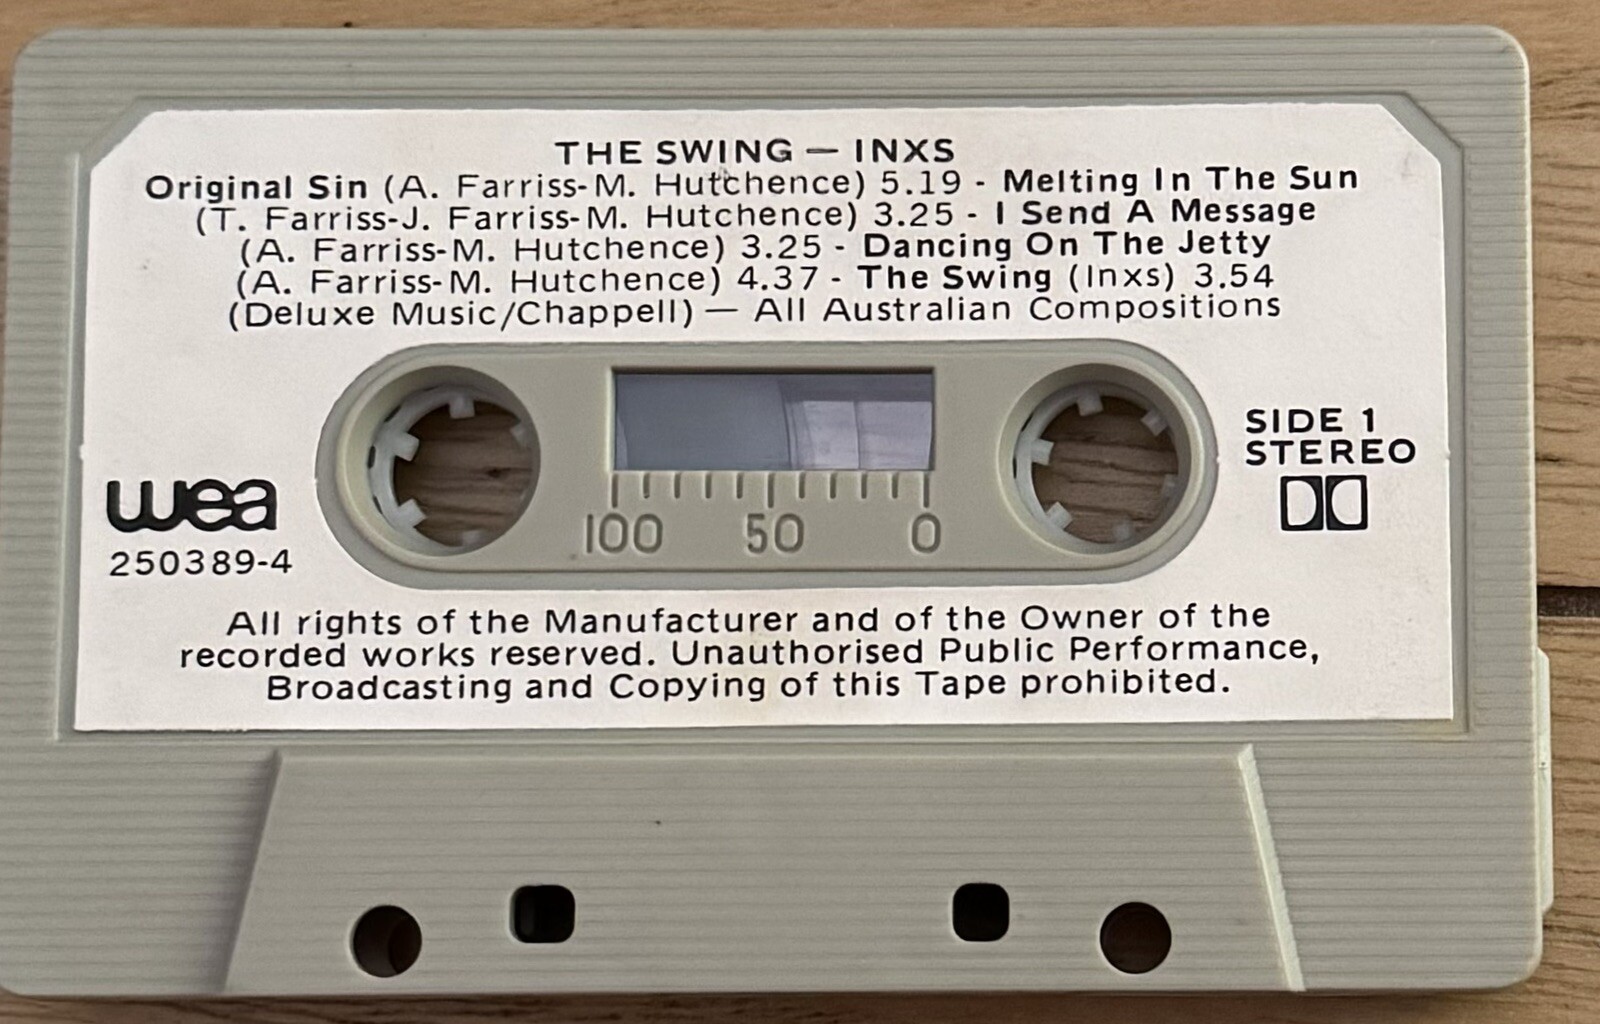 THE SWING — INXS
Original Sin (A. Farriss-M. Hutchence) 5.19 - Melting In The Sun
(T. Farriss-J. Farriss-M. Hutchence) 3.25 - I Send A Message
(A. Farriss-M. Hutchence) 3.25 - Dancing On The Jetty
(A. Farriss-M. Hutchence) 4.37 - The Swing (Inxs) 3.54
(Deluxe Music/Chappell) — All Australian Compositions
SIDE 1
STEREO
wea
250389-4
100 50 0
All rights of the Manufacturer and of the Owner of the
recorded works reserved. Unauthorised Public Performance,
Broadcasting and Copying of this Tape prohibited.